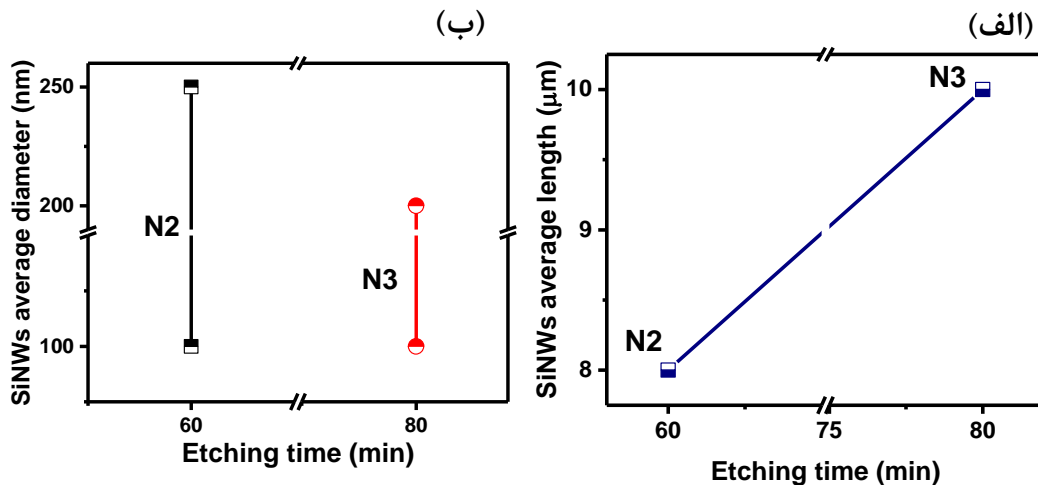 (ب)
SiNWs average diameter (nm)
250
200
100
N2
N3
60
80
Etching time (min)
(الف)
SiNWs average length (μm)
10
9
8
N3
N2
60
75
80
Etching time (min)